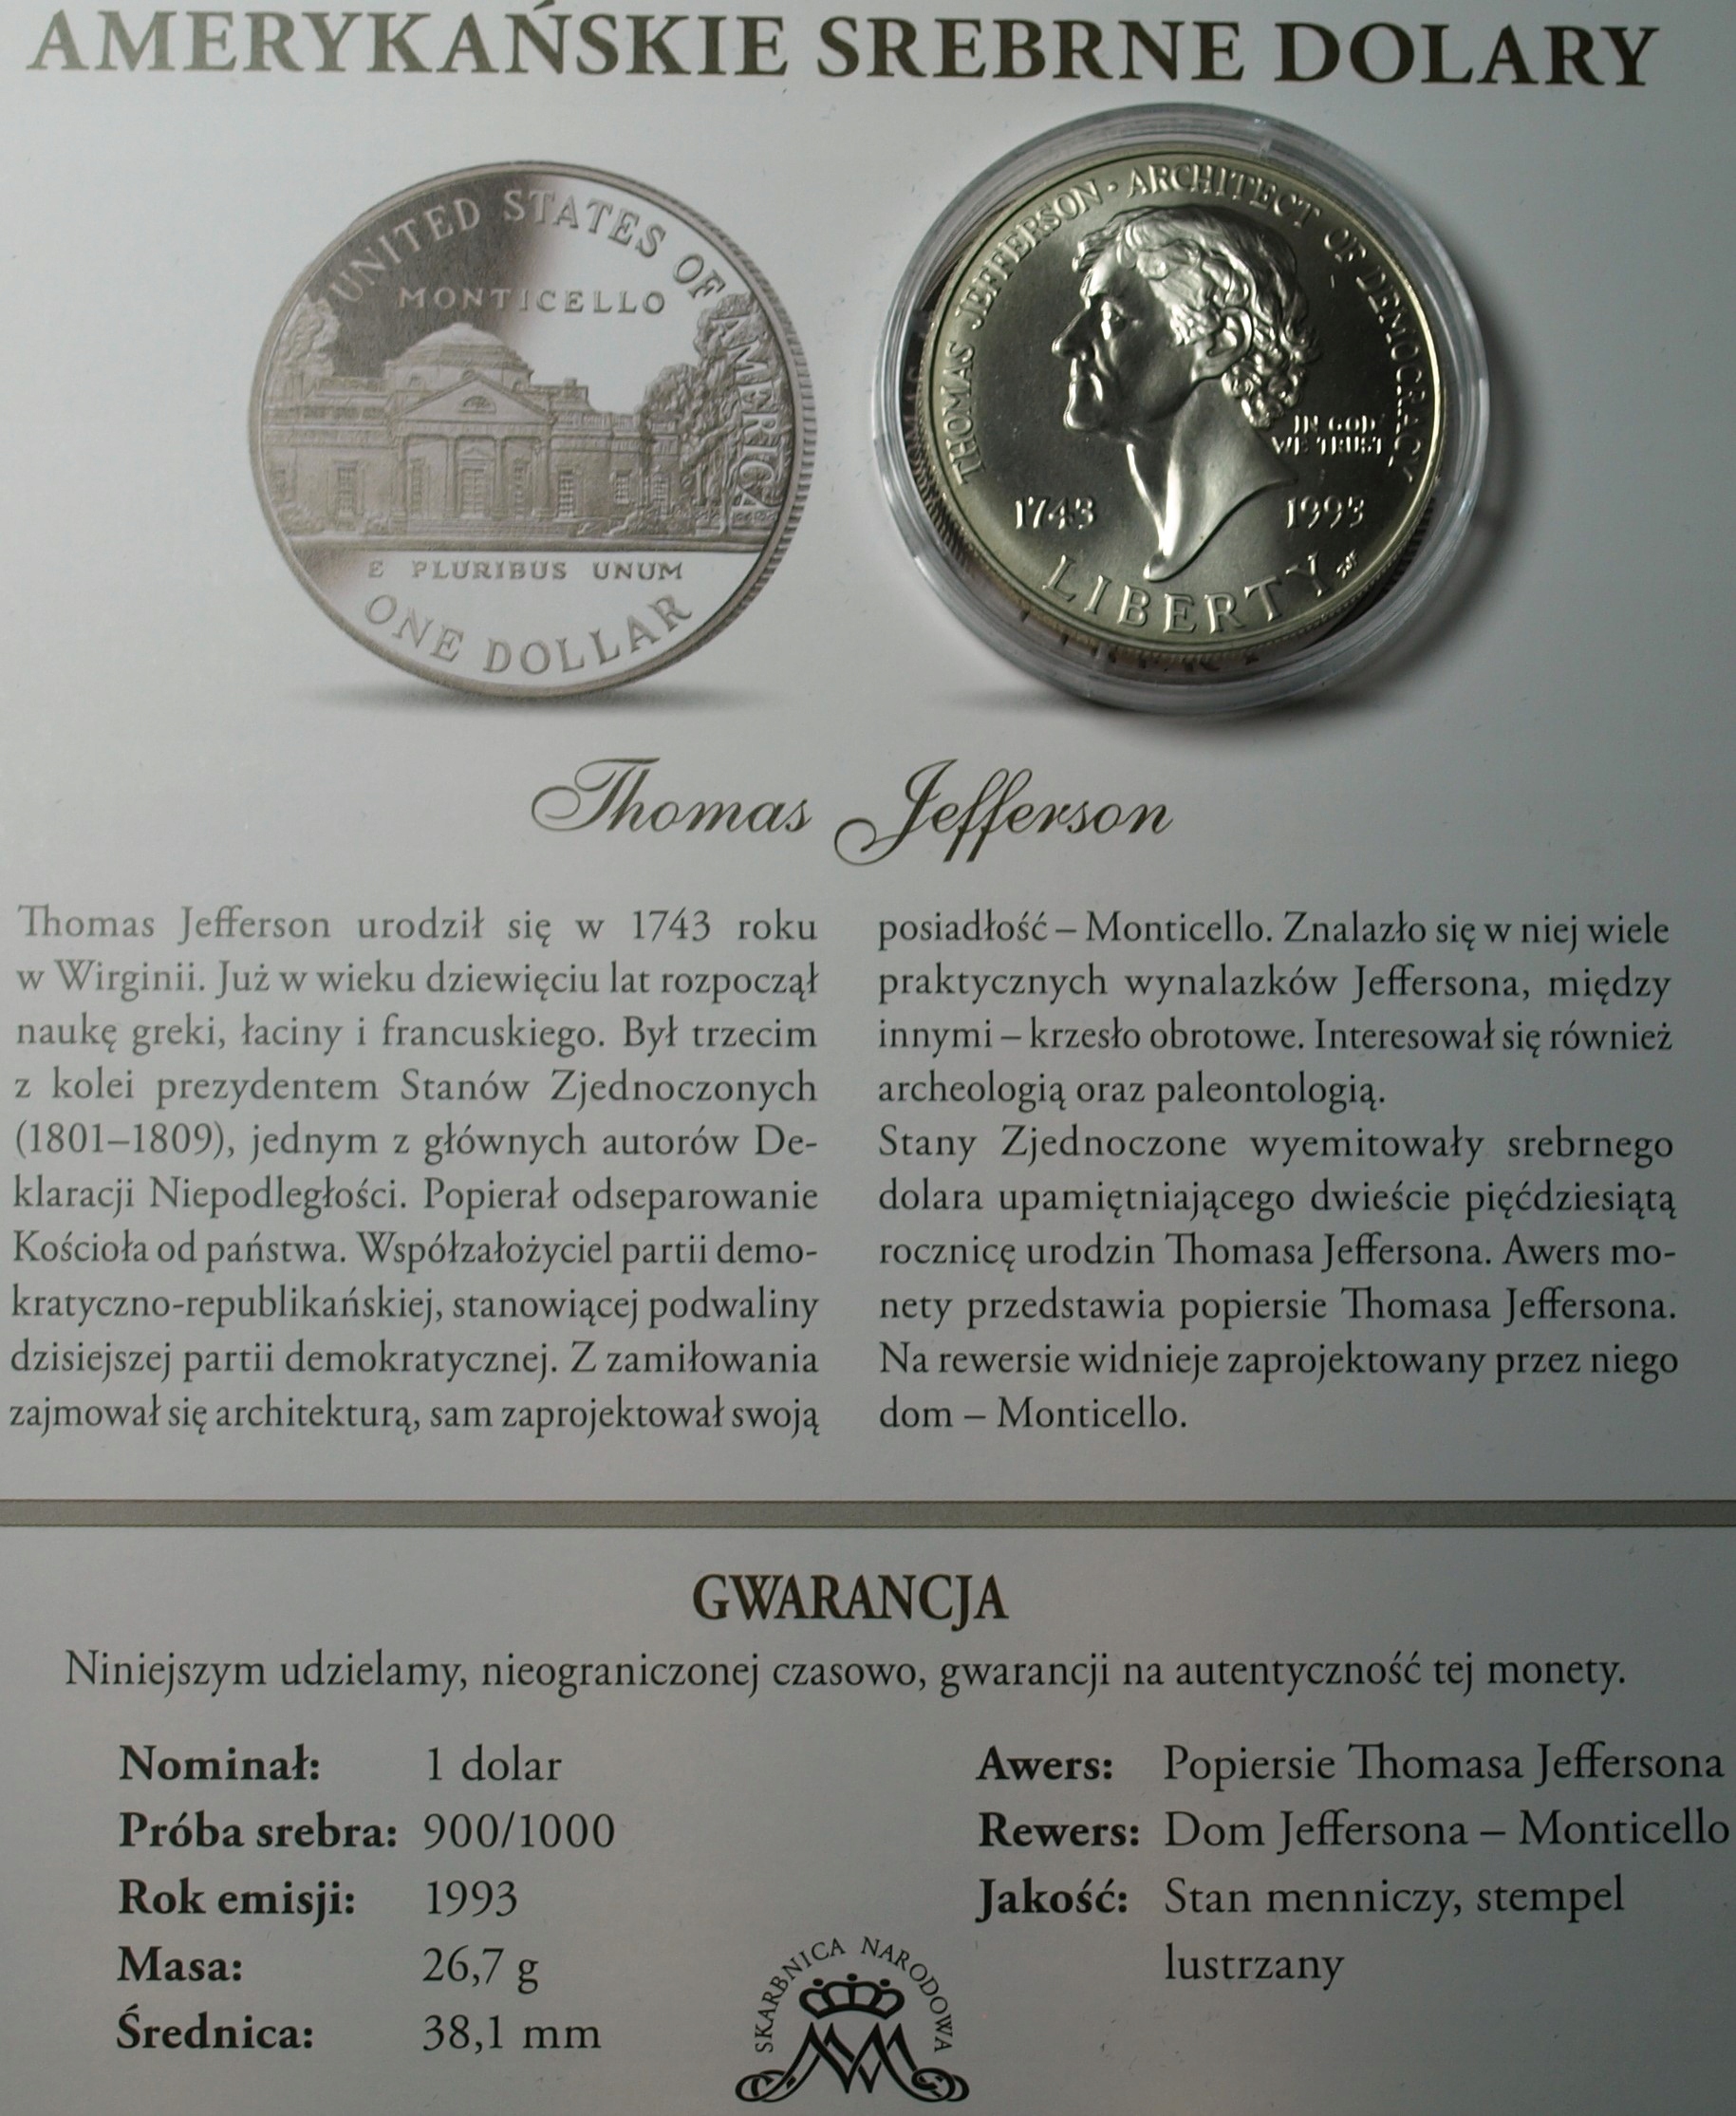 AMERYKAŃSKIE SREBRNE DOLARY
UNITED STATES OF AMERICA
MONTICELLO
E PLURIBUS UNUM
ONE DOLLAR
THOMAS JEFFERSON · ARCHITECT OF DEMOCRACY
IN GOD
WE TRUST
1743 1993
LIBERTY
Thomas Jefferson
Thomas Jefferson urodził się w 1743 roku
w Wirginii. Już w wieku dziewięciu lat rozpoczął
naukę greki, łaciny i francuskiego. Był trzecim
z kolei prezydentem Stanów Zjednoczonych
(1801–1809), jednym z głównych autorów De-
klaracji Niepodległości. Popierał odseparowanie
Kościoła od państwa. Współzałożyciel partii demo-
kratyczno-republikańskiej, stanowiącej podwaliny
dzisiejszej partii demokratycznej. Z zamiłowania
zajmował się architekturą, sam zaprojektował swoją
posiadłość – Monticello. Znalazło się w niej wiele
praktycznych wynalazków Jeffersona, między
innymi – krzesło obrotowe. Interesował się również
archeologią oraz paleontologią.
Stany Zjednoczone wyemitowały srebrnego
dolara upamiętniającego dwieście pięćdziesiątą
rocznicę urodzin Thomasa Jeffersona. Awers mo-
nety przedstawia popiersie Thomasa Jeffersona.
Na rewersie widnieje zaprojektowany przez niego
dom – Monticello.
GWARANCJA
Niniejszym udzielamy, nieograniczonej czasowo, gwarancji na autentyczność tej monety.
Nominał: 1 dolar
Próba srebra: 900/1000
Rok emisji: 1993
Masa: 26,7 g
Średnica: 38,1 mm
Awers: Popiersie Thomasa Jeffersona
Rewers: Dom Jeffersona – Monticello
Jakość: Stan menniczy, stempel
lustrzany
SKARBNICA NARODOWA